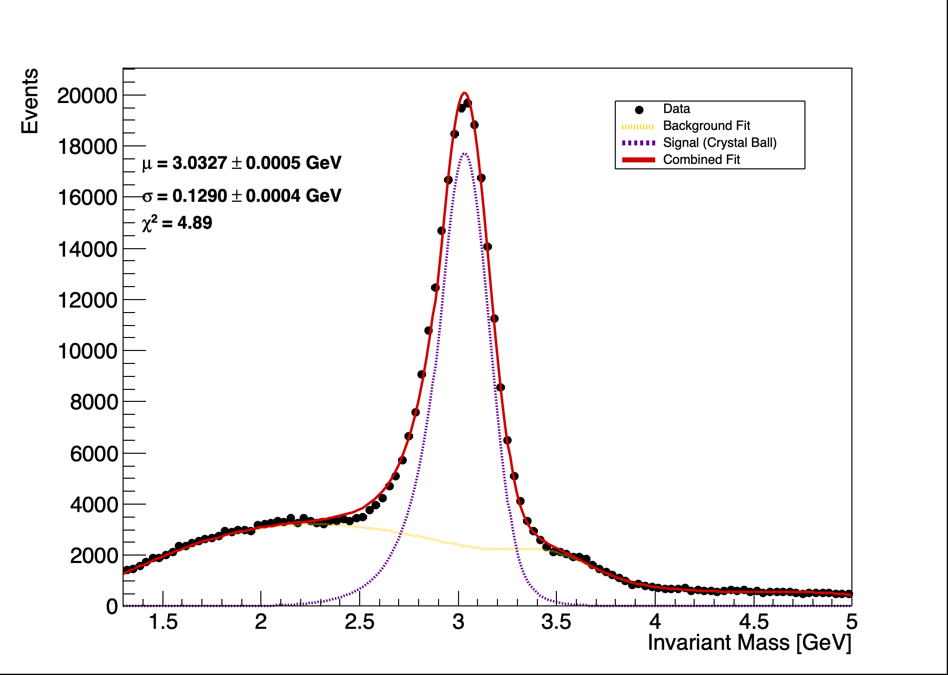 Events
20000
18000
16000
14000
12000
10000
8000
6000
4000
2000
0
μ = 3.0327 ± 0.0005 GeV
σ = 0.1290 ± 0.0004 GeV
χ² = 4.89
Data
Background Fit
Signal (Crystal Ball)
Combined Fit
1.5 2 2.5 3 3.5 4 4.5 5
Invariant Mass [GeV]